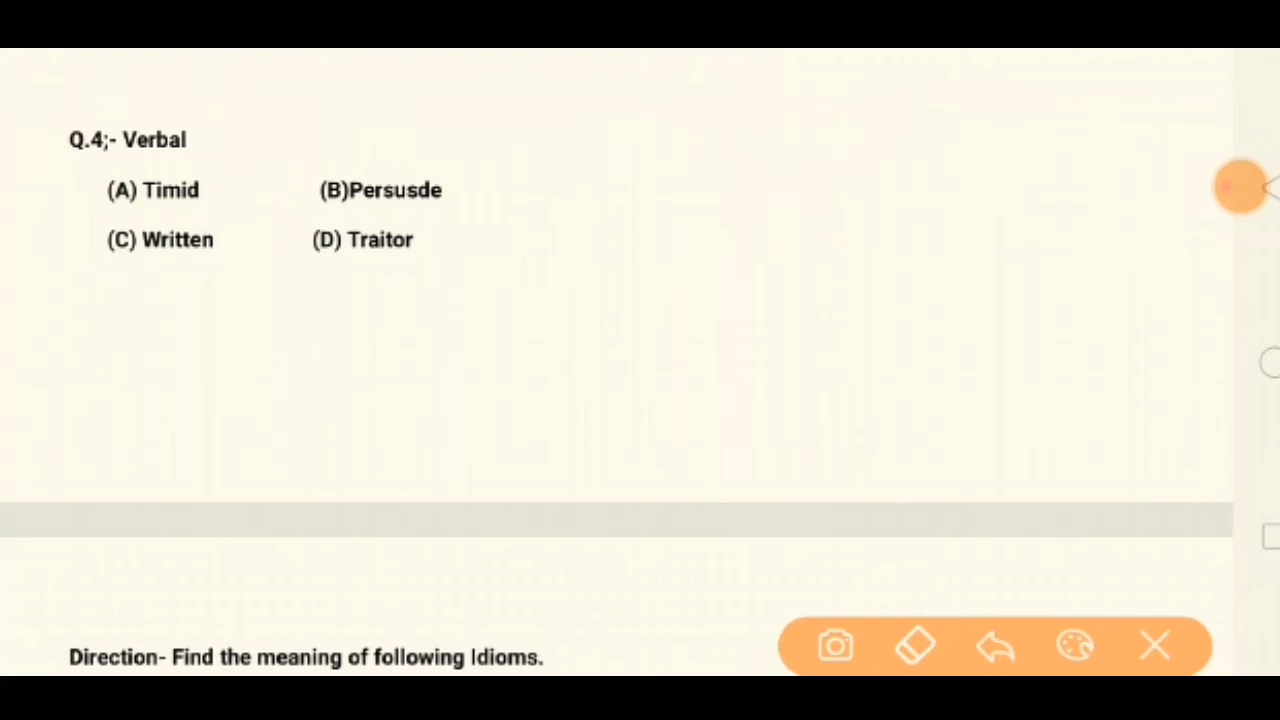 Q.4;- Verbal
(A) Timid (B)Persusde
(C) Written (D) Traitor
Direction- Find the meaning of following Idioms.